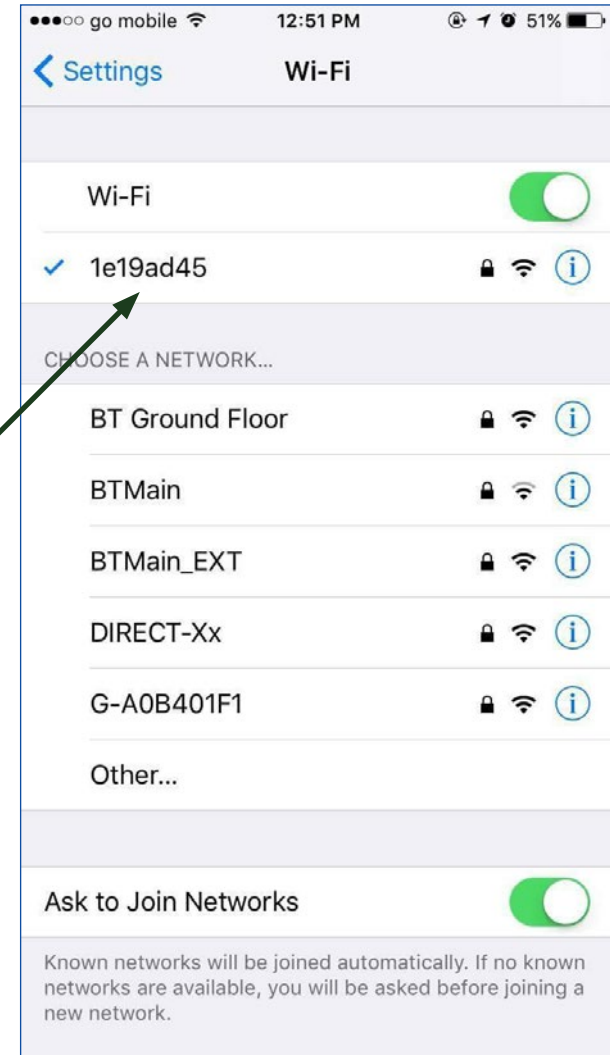 go mobile 12:51 PM 51%
Settings Wi-Fi
Wi-Fi
1e19ad45
CHOOSE A NETWORK...
BT Ground Floor
BTMain
BTMain_EXT
DIRECT-Xx
G-A0B401F1
Other...
Ask to Join Networks
Known networks will be joined automatically. If no known
networks are available, you will be asked before joining a
new network.